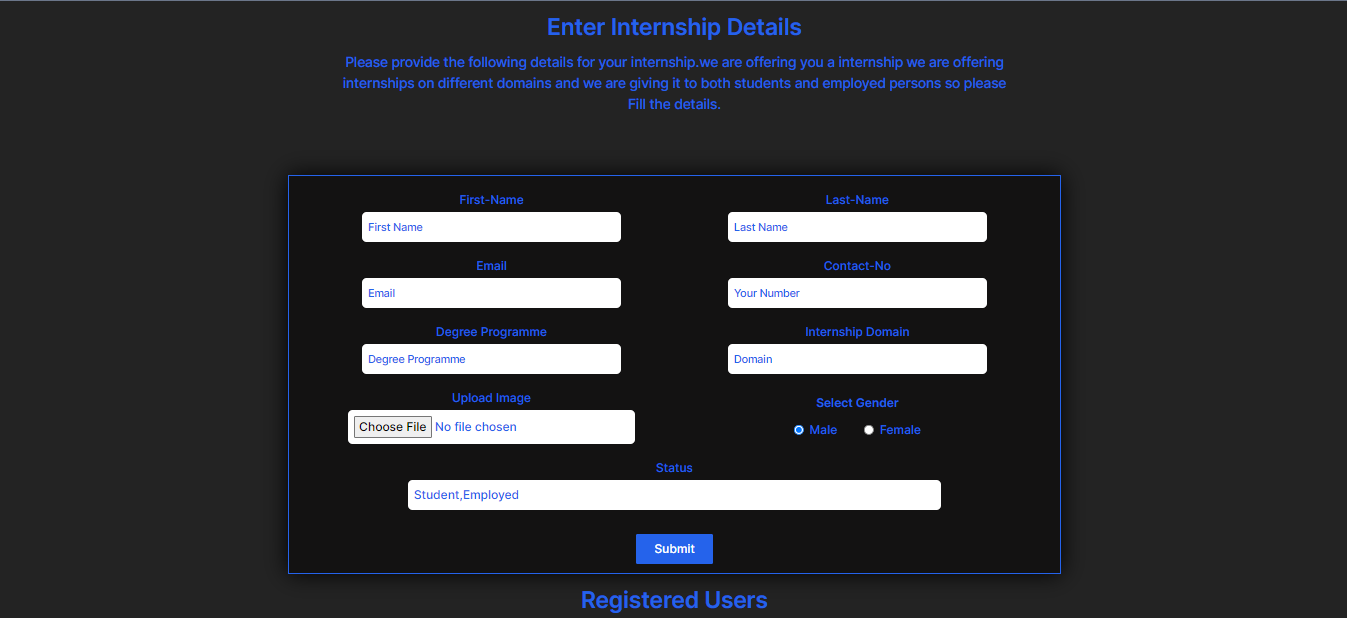 Enter Internship Details
Please provide the following details for your internship.we are offering you a internship we are offering
internships on different domains and we are giving it to both students and employed persons so please
Fill the details.
First-Name
Last-Name
First Name
Last Name
Email
Contact-No
Email
Your Number
Degree Programme
Internship Domain
Degree Programme
Domain
Upload Image
Select Gender
Choose File No file chosen
Male Female
Status
Student,Employed
Submit
Registered Users